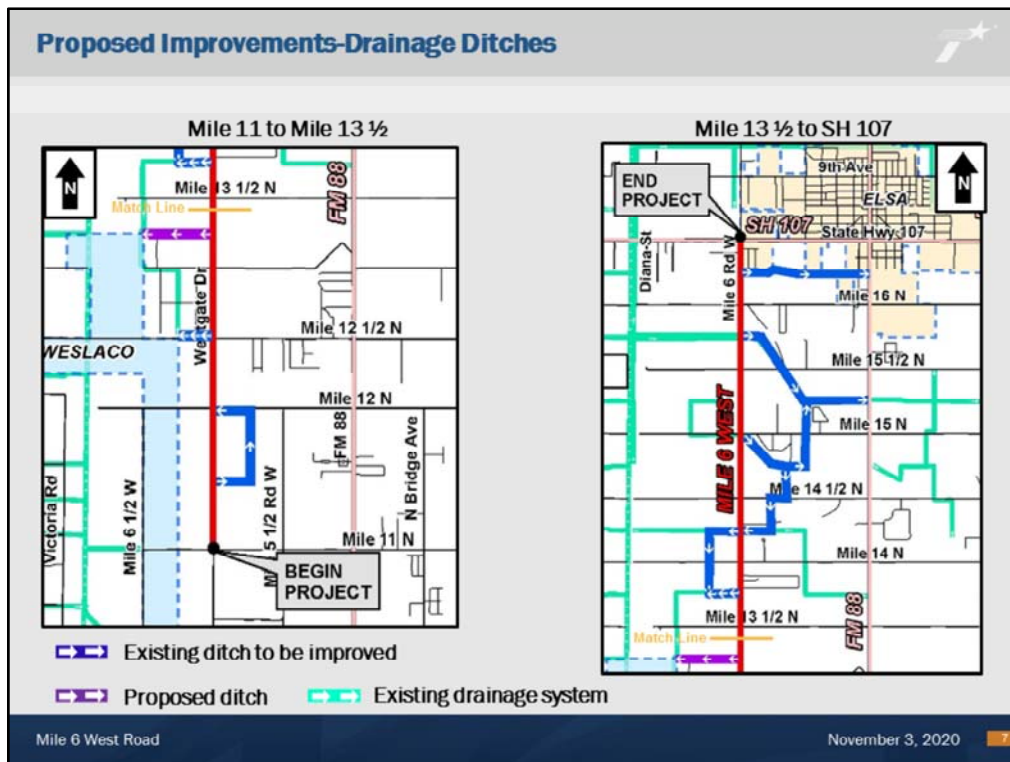 Proposed Improvements-Drainage Ditches
Mile 11 to Mile 13 ½
N
Mile 13 1/2 N
Match Line
FM 88
Westgate Dr
Mile 12 1/2 N
WESLACO
Mile 12 N
Victoria Rd
Mile 6 1/2 W
FM 88
N Bridge Ave
Mile 11 N
BEGIN
PROJECT
Mile 13 ½ to SH 107
N
END
PROJECT
9th Ave
ELSA
SH 107
State Hwy 107
Diana-St
Mile 6 Rd W
Mile 16 N
Mile 15 1/2 N
MILE 6 WEST
Mile 15 N
Mile 14 1/2 N
Mile 14 N
Mile 13 1/2 N
FM 88
Match Line
Existing ditch to be improved
Proposed ditch
Existing drainage system
Mile 6 West Road
November 3, 2020
7